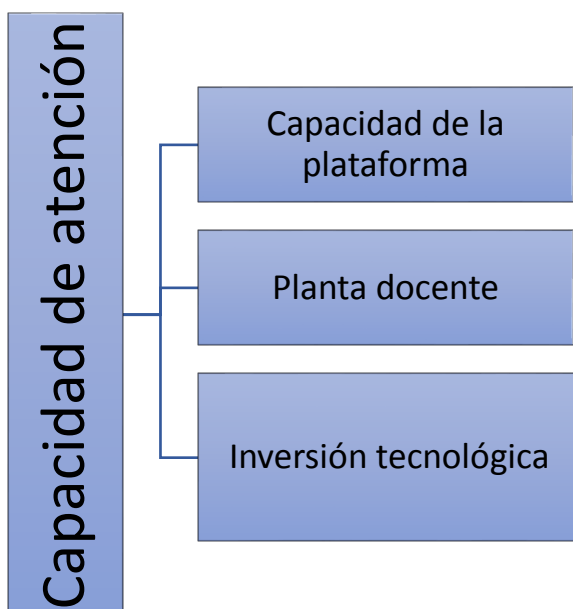 Capacidad de atención
Capacidad de la
plataforma
Planta docente
Inversión tecnológica